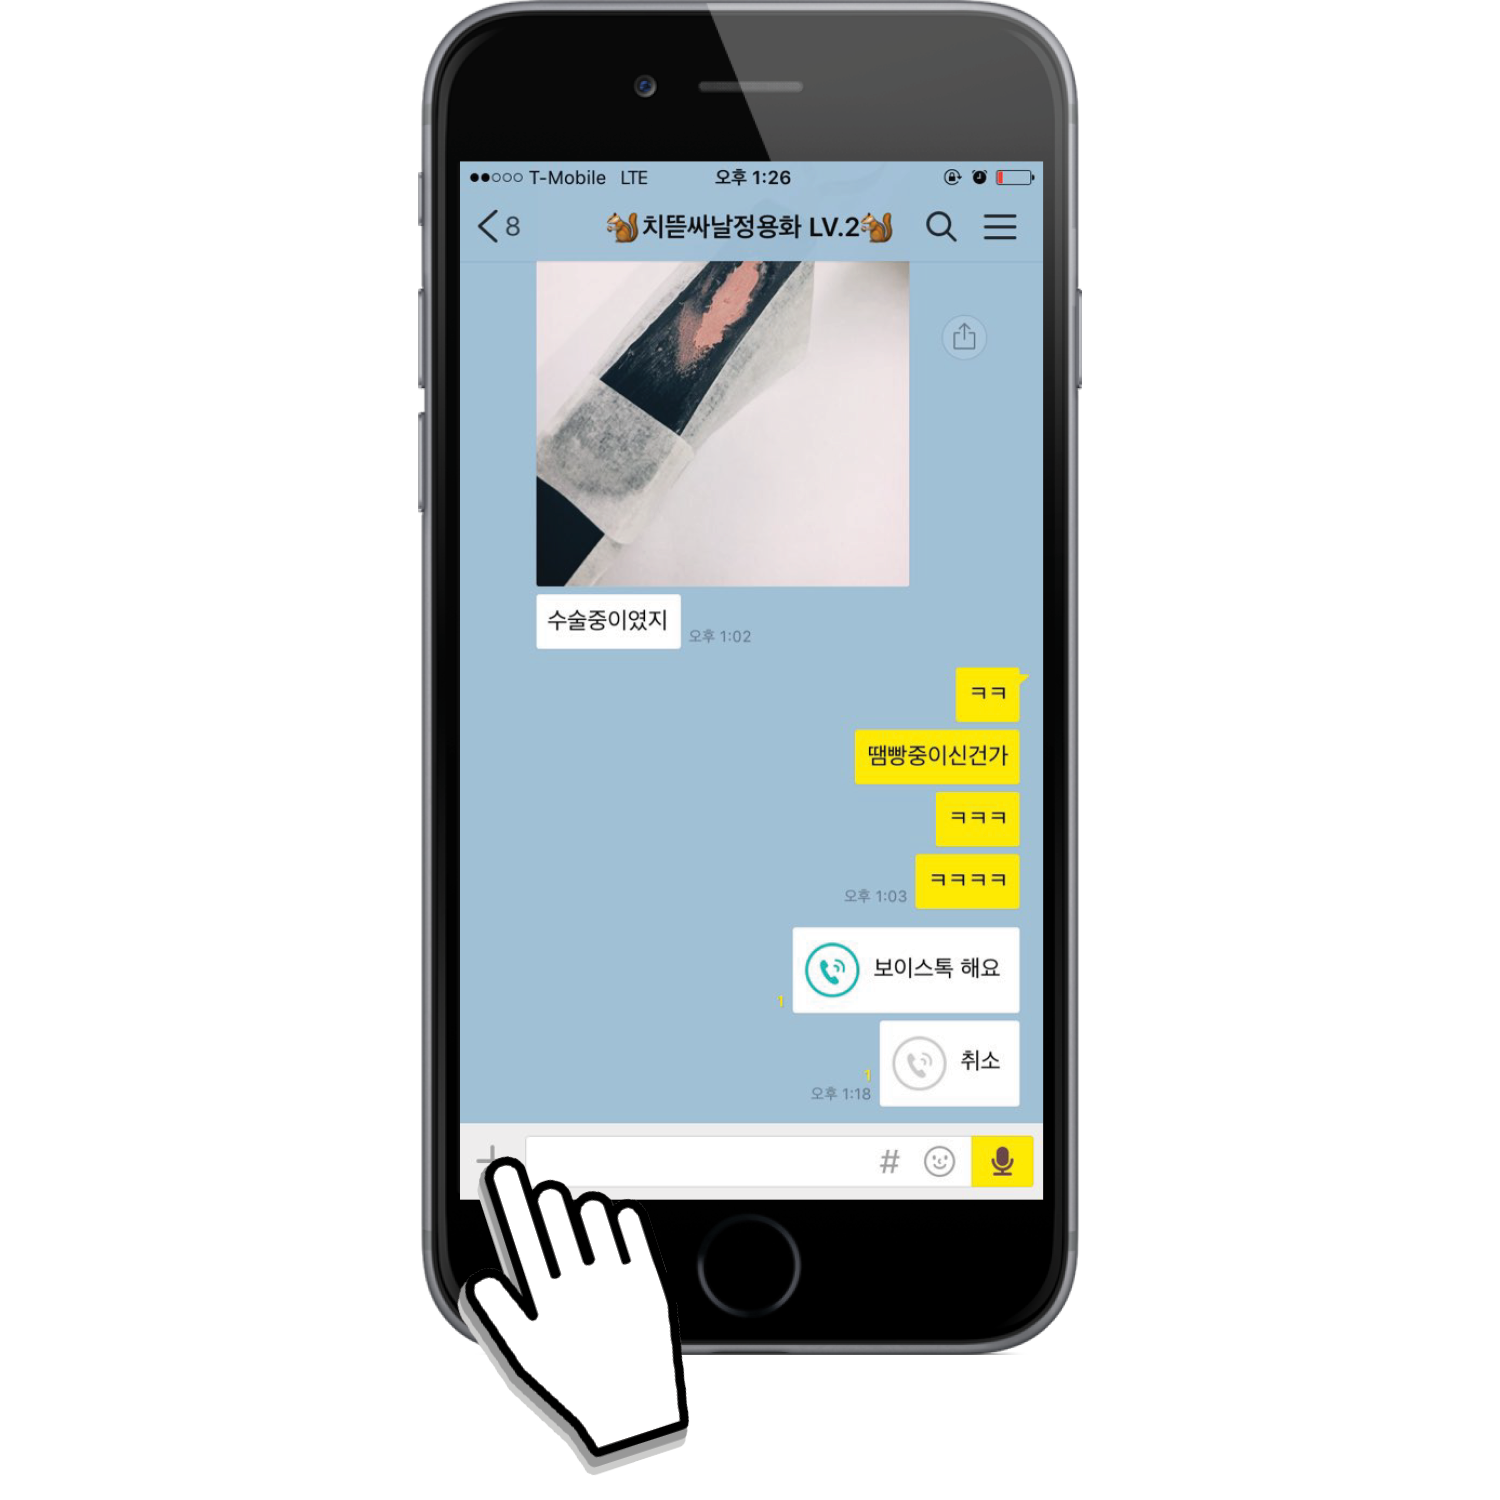 T-Mobile LTE 오후 1:26
8 치뜯싸날정용화 LV.2
수술중이였지
오후 1:02
ㅋㅋ
땜빵중이신건가
ㅋㅋㅋ
ㅋㅋㅋㅋ
오후 1:03
보이스톡 해요
1
취소
1
오후 1:18
#